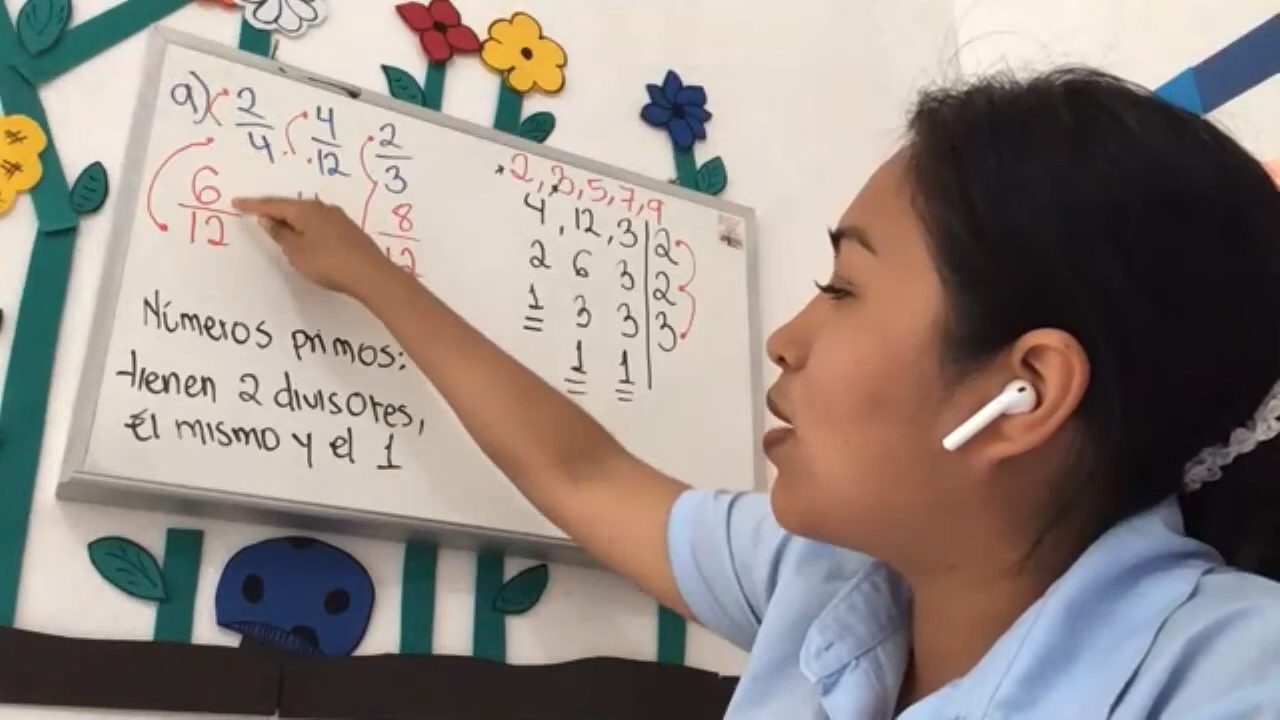 a) 2/4 4/12 2/3
6/12 8/12
Números primos:
tienen 2 divisores,
él mismo y el 1
2, 3, 5, 7, 9
4, 12, 3 | 2
2 6 3 | 2
1 3 3 | 3
1 1